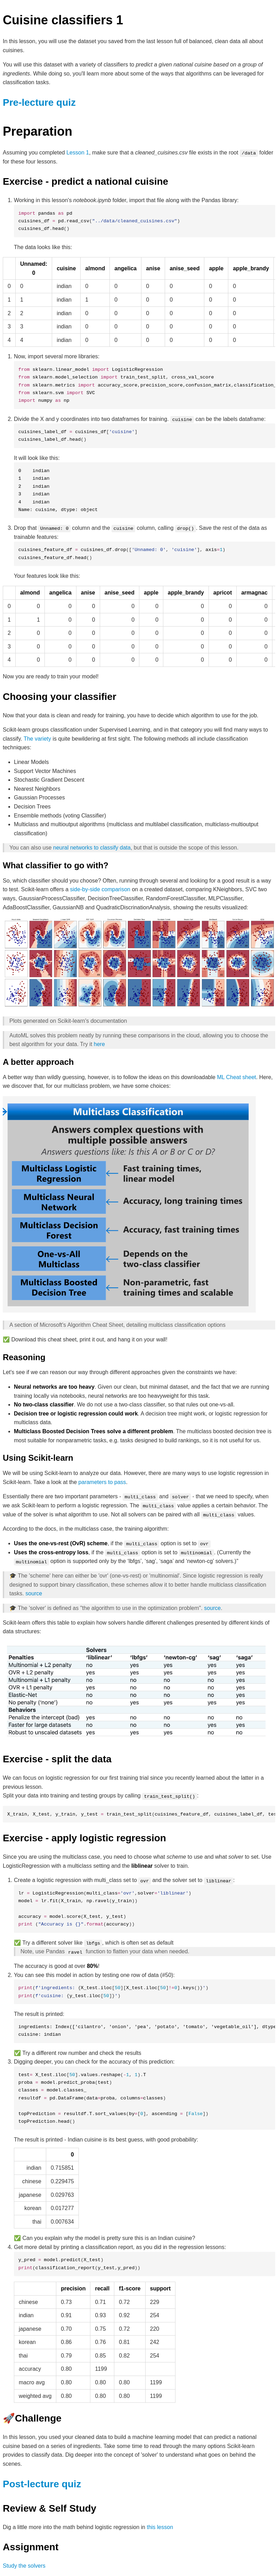 Cuisine classifiers 1
In this lesson, you will use the dataset you saved from the last lesson full of balanced, clean data all about
cuisines.
You will use this dataset with a variety of classifiers to predict a given national cuisine based on a group of
ingredients. While doing so, you'll learn more about some of the ways that algorithms can be leveraged for
classification tasks.
Pre-lecture quiz
Preparation
Assuming you completed Lesson 1, make sure that a cleaned_cuisines.csv file exists in the root /data folder
for these four lessons.
Exercise - predict a national cuisine
1. Working in this lesson's notebook.ipynb folder, import that file along with the Pandas library:
import pandas as pd
cuisines_df = pd.read_csv("../data/cleaned_cuisines.csv")
cuisines_df.head()
The data looks like this:
Unnamed: 0 cuisine almond angelica anise anise_seed apple apple_brandy
0 0 indian 0 0 0 0 0 0
1 1 indian 1 0 0 0 0 0
2 2 indian 0 0 0 0 0 0
3 3 indian 0 0 0 0 0 0
4 4 indian 0 0 0 0 0 0
1. Now, import several more libraries:
from sklearn.linear_model import LogisticRegression
from sklearn.model_selection import train_test_split, cross_val_score
from sklearn.metrics import accuracy_score,precision_score,confusion_matrix,classification_
from sklearn.svm import SVC
import numpy as np
2. Divide the X and y coordinates into two dataframes for training. cuisine can be the labels dataframe:
cuisines_label_df = cuisines_df['cuisine']
cuisines_label_df.head()
It will look like this:
0 indian
1 indian
2 indian
3 indian
4 indian
Name: cuisine, dtype: object
3. Drop that Unnamed: 0 column and the cuisine column, calling drop(). Save the rest of the data as
trainable features:
cuisines_feature_df = cuisines_df.drop(['Unnamed: 0', 'cuisine'], axis=1)
cuisines_feature_df.head()
Your features look like this:
almond angelica anise anise_seed apple apple_brandy apricot armagnac
0 0 0 0 0 0 0 0 0
1 1 0 0 0 0 0 0 0
2 0 0 0 0 0 0 0 0
3 0 0 0 0 0 0 0 0
4 0 0 0 0 0 0 0 0
Now you are ready to train your model!
Choosing your classifier
Now that your data is clean and ready for training, you have to decide which algorithm to use for the job.
Scikit-learn groups classification under Supervised Learning, and in that category you will find many ways to
classify. The variety is quite bewildering at first sight. The following methods all include classification
techniques:
• Linear Models
• Support Vector Machines
• Stochastic Gradient Descent
• Nearest Neighbors
• Gaussian Processes
• Decision Trees
• Ensemble methods (voting Classifier)
• Multiclass and multioutput algorithms (multiclass and multilabel classification, multiclass-multioutput
classification)
You can also use neural networks to classify data, but that is outside the scope of this lesson.
What classifier to go with?
So, which classifier should you choose? Often, running through several and looking for a good result is a way
to test. Scikit-learn offers a side-by-side comparison on a created dataset, comparing KNeighbors, SVC two
ways, GaussianProcessClassifier, DecisionTreeClassifier, RandomForestClassifier, MLPClassifier,
AdaBoostClassifier, GaussianNB and QuadraticDiscrinationAnalysis, showing the results visualized:
Plots generated on Scikit-learn's documentation
AutoML solves this problem neatly by running these comparisons in the cloud, allowing you to choose the
best algorithm for your data. Try it here
A better approach
A better way than wildly guessing, however, is to follow the ideas on this downloadable ML Cheat sheet. Here,
we discover that, for our multiclass problem, we have some choices:
Multiclass Classification
Answers complex questions with
multiple possible answers
Answers questions like: Is this A or B or C or D?
Multiclass Logistic
Regression
Fast training times,
linear model
Multiclass Neural
Network
Accuracy, long training times
Multiclass Decision
Forest
Accuracy, fast training times
One-vs-All
Multiclass
Depends on the
two-class classifier
Multiclass Boosted
Decision Tree
Non-parametric, fast
training times and scalable
A section of Microsoft's Algorithm Cheat Sheet, detailing multiclass classification options
✅ Download this cheat sheet, print it out, and hang it on your wall!
Reasoning
Let's see if we can reason our way through different approaches given the constraints we have:
• Neural networks are too heavy. Given our clean, but minimal dataset, and the fact that we are running
training locally via notebooks, neural networks are too heavyweight for this task.
• No two-class classifier. We do not use a two-class classifier, so that rules out one-vs-all.
• Decision tree or logistic regression could work. A decision tree might work, or logistic regression for
multiclass data.
• Multiclass Boosted Decision Trees solve a different problem. The multiclass boosted decision tree is
most suitable for nonparametric tasks, e.g. tasks designed to build rankings, so it is not useful for us.
Using Scikit-learn
We will be using Scikit-learn to analyze our data. However, there are many ways to use logistic regression in
Scikit-learn. Take a look at the parameters to pass.
Essentially there are two important parameters - multi_class and solver - that we need to specify, when
we ask Scikit-learn to perform a logistic regression. The multi_class value applies a certain behavior. The
value of the solver is what algorithm to use. Not all solvers can be paired with all multi_class values.
According to the docs, in the multiclass case, the training algorithm:
• Uses the one-vs-rest (OvR) scheme, if the multi_class option is set to ovr
• Uses the cross-entropy loss, if the multi_class option is set to multinomial. (Currently the
multinomial option is supported only by the 'lbfgs', 'sag', 'saga' and 'newton-cg' solvers.)"
🎓 The 'scheme' here can either be 'ovr' (one-vs-rest) or 'multinomial'. Since logistic regression is really
designed to support binary classification, these schemes allow it to better handle multiclass classification
tasks. source
🎓 The 'solver' is defined as "the algorithm to use in the optimization problem". source.
Scikit-learn offers this table to explain how solvers handle different challenges presented by different kinds of
data structures:
Solvers
Penalties 'liblinear' 'lbfgs' 'newton-cg' 'sag' 'saga'
Multinomial + L2 penalty no yes yes yes yes
OVR + L2 penalty yes yes yes yes yes
Multinomial + L1 penalty no no no no yes
OVR + L1 penalty yes no no no yes
Elastic-Net no no no no yes
No penalty ('none') no yes yes yes yes
Behaviors
Penalize the intercept (bad) yes no no no no
Faster for large datasets no no no yes yes
Robust to unscaled datasets yes yes yes no no
Exercise - split the data
We can focus on logistic regression for our first training trial since you recently learned about the latter in a
previous lesson.
Split your data into training and testing groups by calling train_test_split():
X_train, X_test, y_train, y_test = train_test_split(cuisines_feature_df, cuisines_label_df, tes
Exercise - apply logistic regression
Since you are using the multiclass case, you need to choose what scheme to use and what solver to set. Use
LogisticRegression with a multiclass setting and the liblinear solver to train.
1. Create a logistic regression with multi_class set to ovr and the solver set to liblinear:
lr = LogisticRegression(multi_class='ovr',solver='liblinear')
model = lr.fit(X_train, np.ravel(y_train))
accuracy = model.score(X_test, y_test)
print ("Accuracy is {}".format(accuracy))
✅ Try a different solver like lbfgs, which is often set as default
Note, use Pandas ravel function to flatten your data when needed.
The accuracy is good at over 80%!
2. You can see this model in action by testing one row of data (#50):
print(f'ingredients: {X_test.iloc[50][X_test.iloc[50]!=0].keys()}')
print(f'cuisine: {y_test.iloc[50]}')
The result is printed:
ingredients: Index(['cilantro', 'onion', 'pea', 'potato', 'tomato', 'vegetable_oil'], dtype
cuisine: indian
✅ Try a different row number and check the results
3. Digging deeper, you can check for the accuracy of this prediction:
test= X_test.iloc[50].values.reshape(-1, 1).T
proba = model.predict_proba(test)
classes = model.classes_
resultdf = pd.DataFrame(data=proba, columns=classes)
topPrediction = resultdf.T.sort_values(by=[0], ascending = [False])
topPrediction.head()
The result is printed - Indian cuisine is its best guess, with good probability:
0
indian 0.715851
chinese 0.229475
japanese 0.029763
korean 0.017277
thai 0.007634
✅ Can you explain why the model is pretty sure this is an Indian cuisine?
4. Get more detail by printing a classification report, as you did in the regression lessons:
y_pred = model.predict(X_test)
print(classification_report(y_test,y_pred))
precision recall f1-score support
chinese 0.73 0.71 0.72 229
indian 0.91 0.93 0.92 254
japanese 0.70 0.75 0.72 220
korean 0.86 0.76 0.81 242
thai 0.79 0.85 0.82 254
accuracy 0.80 1199
macro avg 0.80 0.80 0.80 1199
weighted avg 0.80 0.80 0.80 1199
🚀Challenge
In this lesson, you used your cleaned data to build a machine learning model that can predict a national
cuisine based on a series of ingredients. Take some time to read through the many options Scikit-learn
provides to classify data. Dig deeper into the concept of 'solver' to understand what goes on behind the
scenes.
Post-lecture quiz
Review & Self Study
Dig a little more into the math behind logistic regression in this lesson
Assignment
Study the solvers